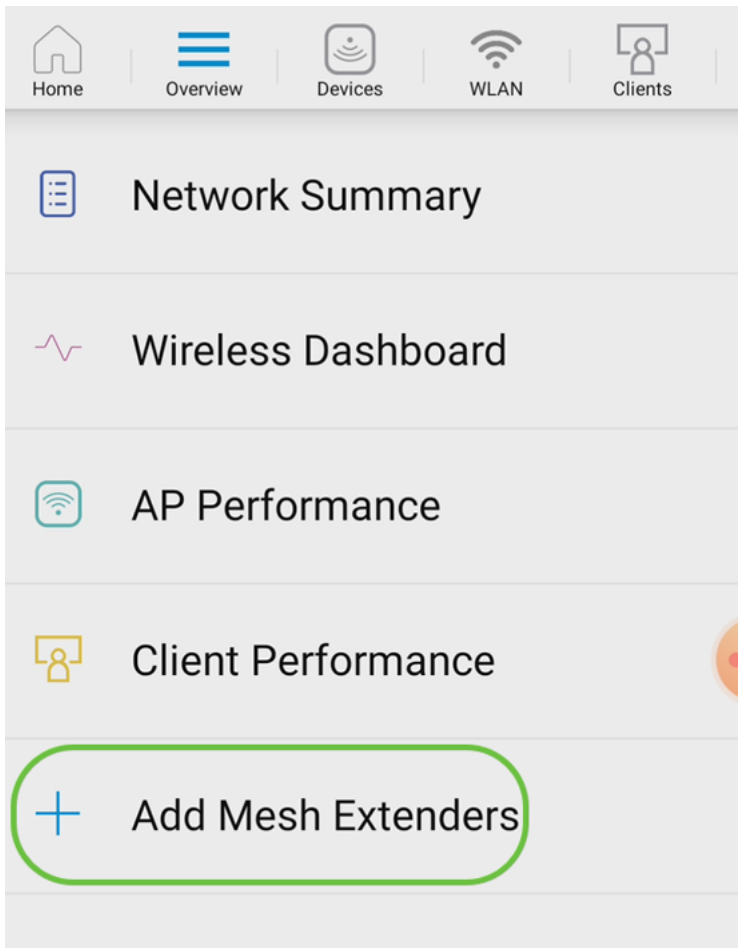 Home Overview Devices WLAN Clients
Network Summary
Wireless Dashboard
AP Performance
Client Performance
Add Mesh Extenders